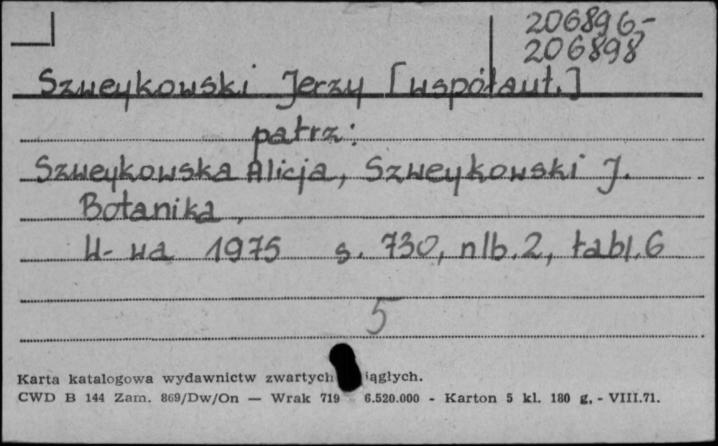 206896,-
206898
Szweykowski Jerzy [współaut.]
patrz:
Szweykowska Alicja, Szweykowski J.
Botanika,
W-wa 1975 s. 730, nlb. 2, tabl. 6
5
Karta katalogowa wydawnictw zwartych iągłych.
CWD B 144 Zam. 869/Dw/On — Wrak 719 6.520.000 - Karton 5 kl. 180 g, - VIII.71.